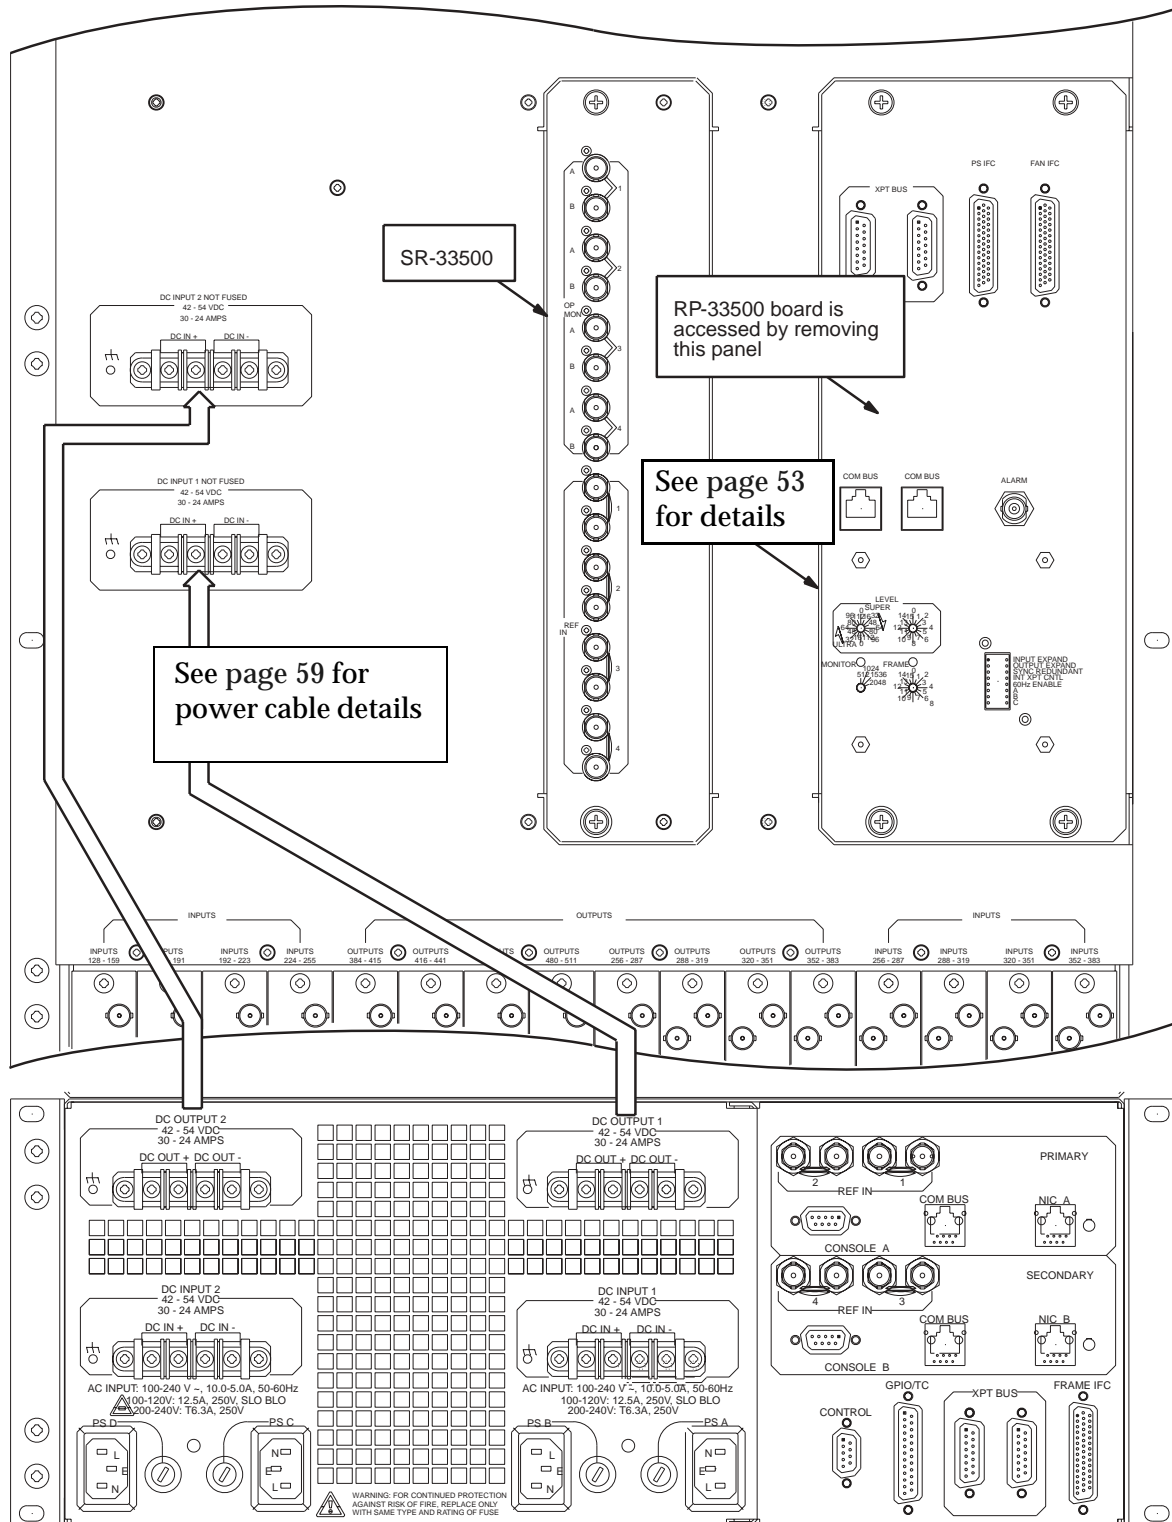 PS IFC
FAN IFC
XPT BUS
A
1
B
A
2
B
OP
MON
A
3
B
A
4
B
SR-33500
RP-33500 board is
accessed by removing
this panel
DC INPUT 2 NOT FUSED
42 - 54 VDC
30 - 24 AMPS
DC IN +
DC IN -
DC INPUT 1 NOT FUSED
42 - 54 VDC
30 - 24 AMPS
DC IN +
DC IN -
See page 53
for details
COM BUS
COM BUS
ALARM
1
2
REF
IN
3
4
LEVEL
SUPER
ULTRA
MONITOR
FRAME
1024
512
1536
2048
INPUT EXPAND
OUTPUT EXPAND
SYNC REDUNDANT
INT XPT CNTL
60Hz ENABLE
A
B
C
See page 59 for
power cable details
INPUTS
OUTPUTS
INPUTS
INPUTS
128 - 159
191
INPUTS
192 - 223
INPUTS
224 - 255
OUTPUTS
384 - 415
OUTPUTS
416 - 441
OUTPUTS
480 - 511
OUTPUTS
256 - 287
OUTPUTS
288 - 319
OUTPUTS
320 - 351
OUTPUTS
352 - 383
INPUTS
256 - 287
INPUTS
288 - 319
INPUTS
320 - 351
INPUTS
352 - 383
DC OUTPUT 2
42 - 54 VDC
30 - 24 AMPS
DC OUT +
DC OUT -
DC OUTPUT 1
42 - 54 VDC
30 - 24 AMPS
DC OUT +
DC OUT -
PRIMARY
2
1
REF IN
COM BUS
NIC A
CONSOLE A
SECONDARY
4
3
REF IN
COM BUS
NIC B
CONSOLE B
DC INPUT 2
42 - 54 VDC
30 - 24 AMPS
DC IN +
DC IN -
AC INPUT: 100-240 V ~, 10.0-5.0A, 50-60Hz
100-120V: 12.5A, 250V, SLO BLO
200-240V: T6.3A, 250V
DC INPUT 1
42 - 54 VDC
30 - 24 AMPS
DC IN +
DC IN -
AC INPUT: 100-240 V ~, 10.0-5.0A, 50-60Hz
100-120V: 12.5A, 250V, SLO BLO
200-240V: T6.3A, 250V
PS D
PS C
PS B
PS A
L
E
N
N
E
L
L
E
N
N
E
L
WARNING: FOR CONTINUED PROTECTION
AGAINST RISK OF FIRE, REPLACE ONLY
WITH SAME TYPE AND RATING OF FUSE
CONTROL
GPIO/TC
XPT BUS
FRAME IFC